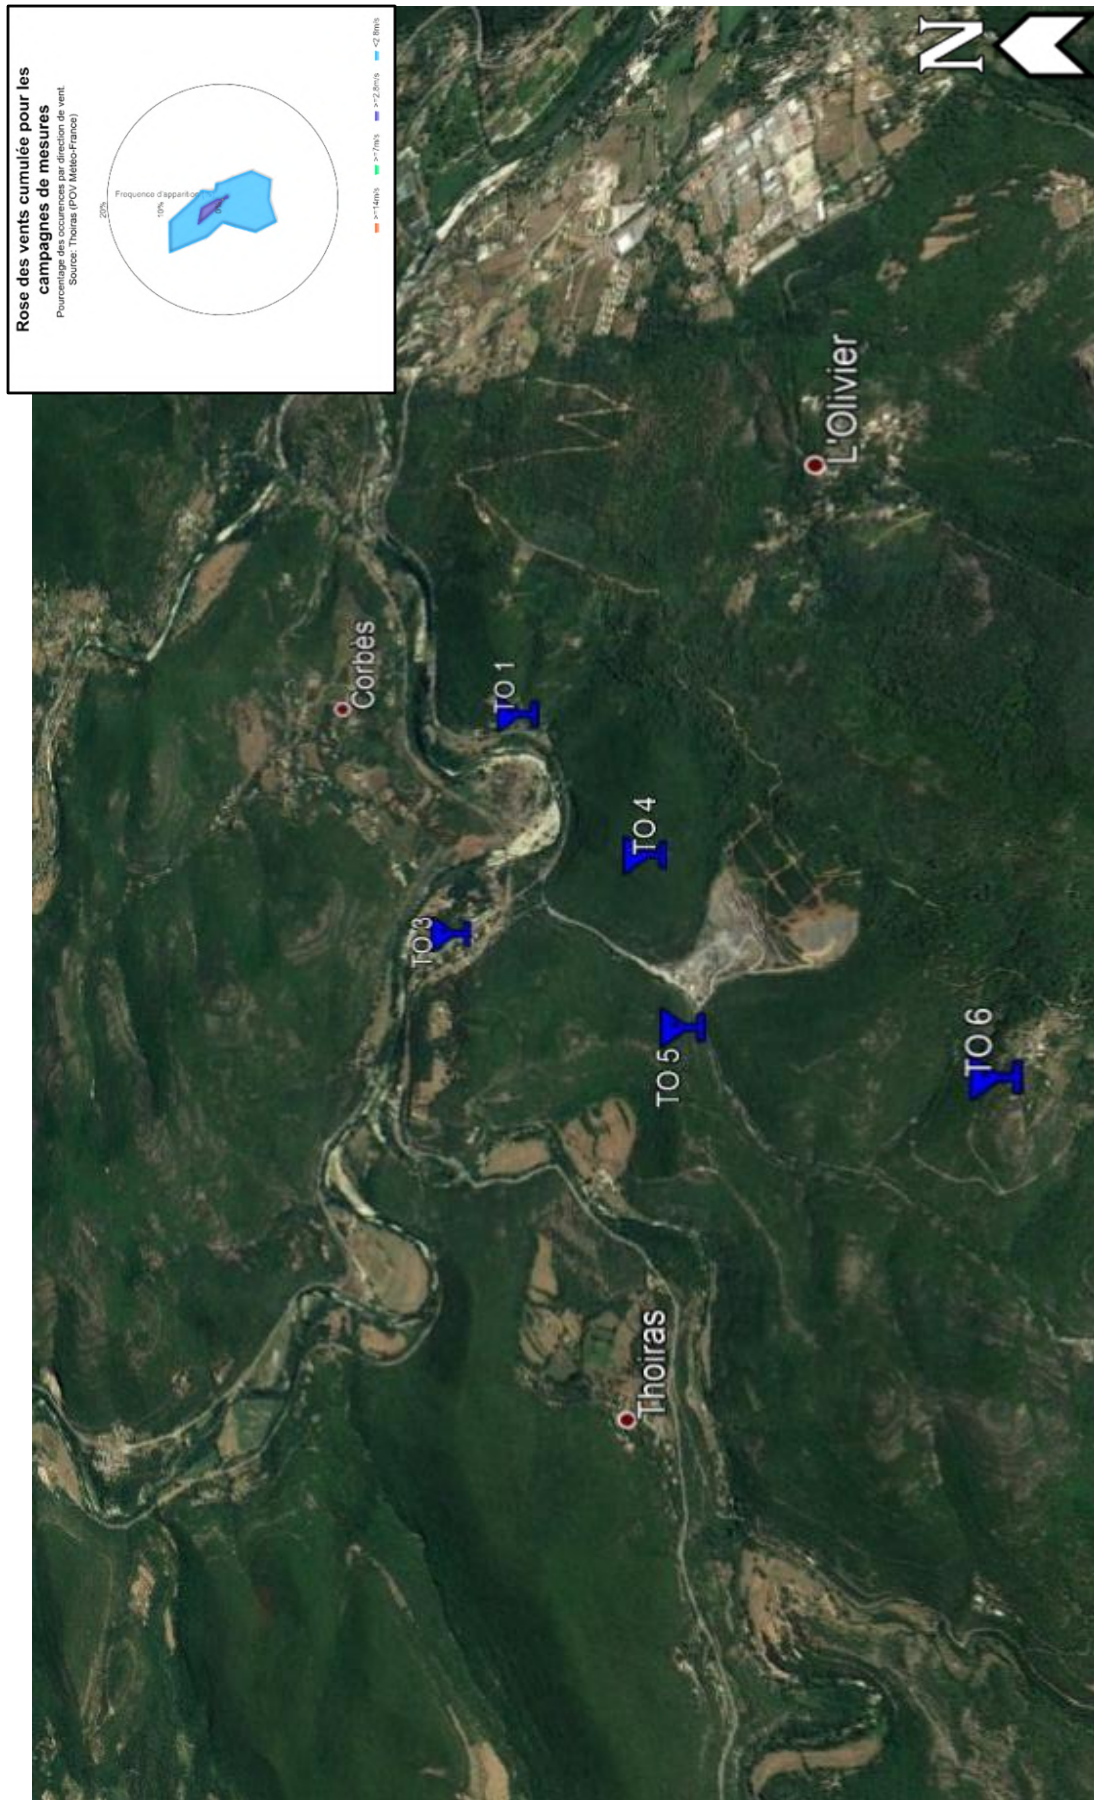 Rose des vents cumulée pour les
campagnes de mesures
Pourcentage des occurences par direction de vent.
Source: Thoiras (POV Météo-France)
20%
Frequence d'apparition
10%
0%
>=14m/s
>=7m/s
>=2.8m/s
<2.8m/s
N
Corbès
TO 1
TO 3
TO 4
L'Olivier
TO 5
Thoiras
TO 6